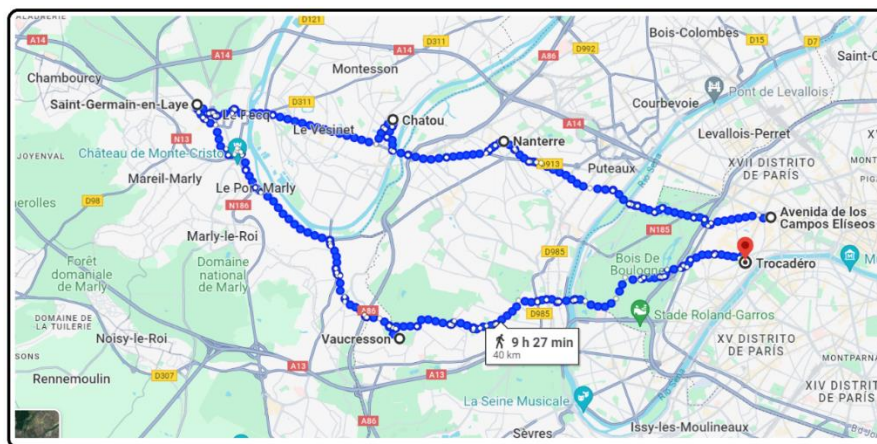 D121
A14
D311
D992
Bois-Colombes
D15
D7
Saint-
A14
A86
Chambourcy
Montesson
A14
Courbevoie
Pont de Levallois
Saint-Germain-en-Laye
D311
Le Pecq
Chatou
Le Vésinet
Nanterre
A14
Levallois-Perret
JOYENVAL
N13
Château de Monte-Cristo
D913
Puteaux
XVII DISTRITO
DE PARÍS
Mareil-Marly
Le Port-Marly
D98
N186
N185
Avenida de los
Campos Elíseos
Marly-le-Roi
D985
Bois De
Boulogne
Trocadéro
Forêt
domaniale
de Marly
Domaine
national
de Marly
A86
D985
Stade Roland-Garros
DOMAINE DE
LA TUILERIE
Noisy-le-Roi
Vaucresson
9 h 27 min
40 km
XV DISTRITO
DE PARÍS
SONS
Rennemoulin
D307
A13
A13
MONTPARNA
XIV DISTRIT
DE PARÍS
La Seine Musicale
A86
Sèvres
Issy-les-Moulineaux